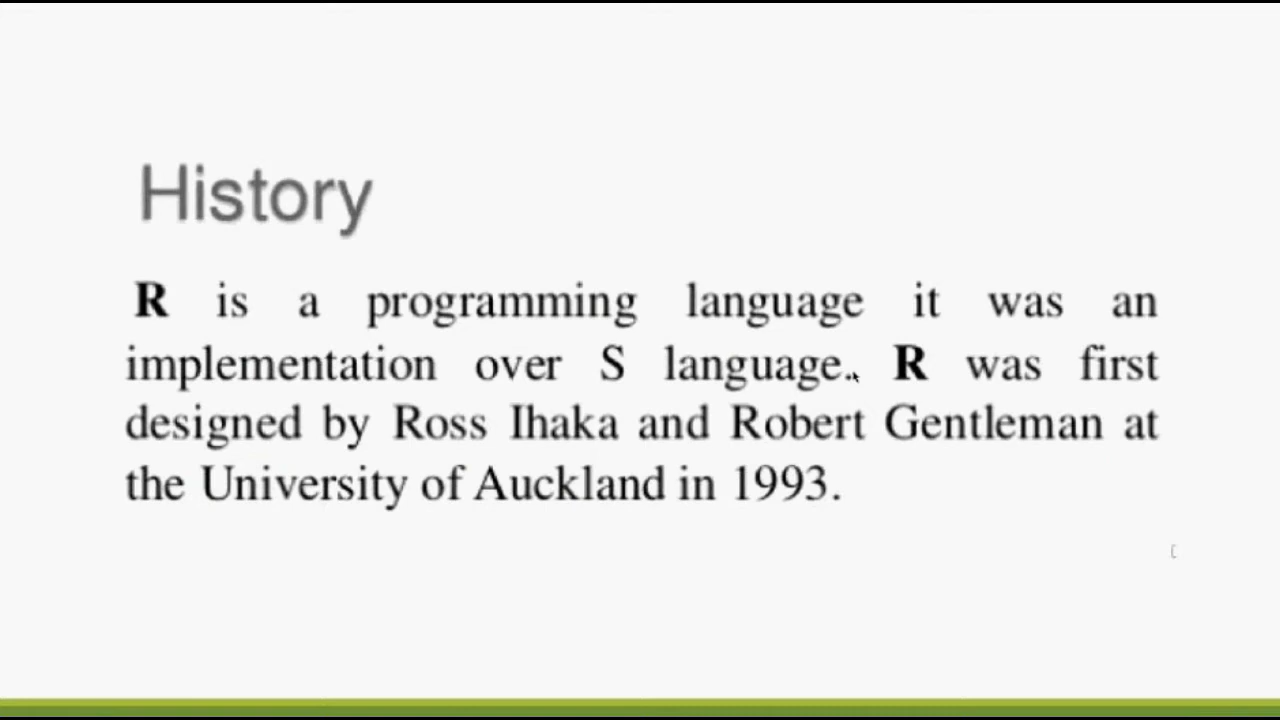 History
R is a programming language it was an
implementation over S language. R was first
designed by Ross Ihaka and Robert Gentleman at
the University of Auckland in 1993.